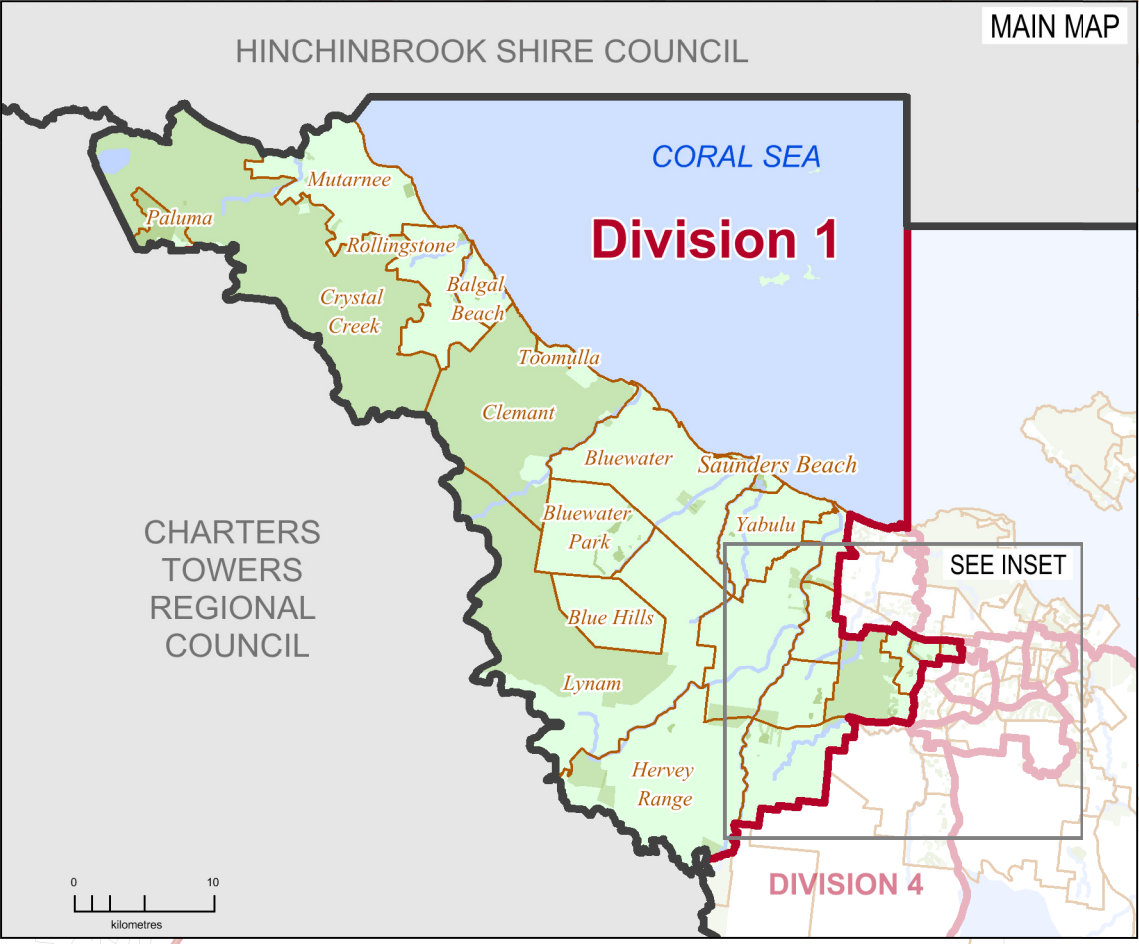 MAIN MAP
HINCHINBROOK SHIRE COUNCIL
CORAL SEA
Mutarnee
Paluma
Division 1
Rollingstone
Balgal
Beach
Crystal
Creek
Toomulla
Clemant
Bluewater
Saunders Beach
Bluewater
Park
Yabulu
CHARTERS
TOWERS
REGIONAL
COUNCIL
SEE INSET
Blue Hills
Lynam
Hervey
Range
DIVISION 4
0 10
kilometres